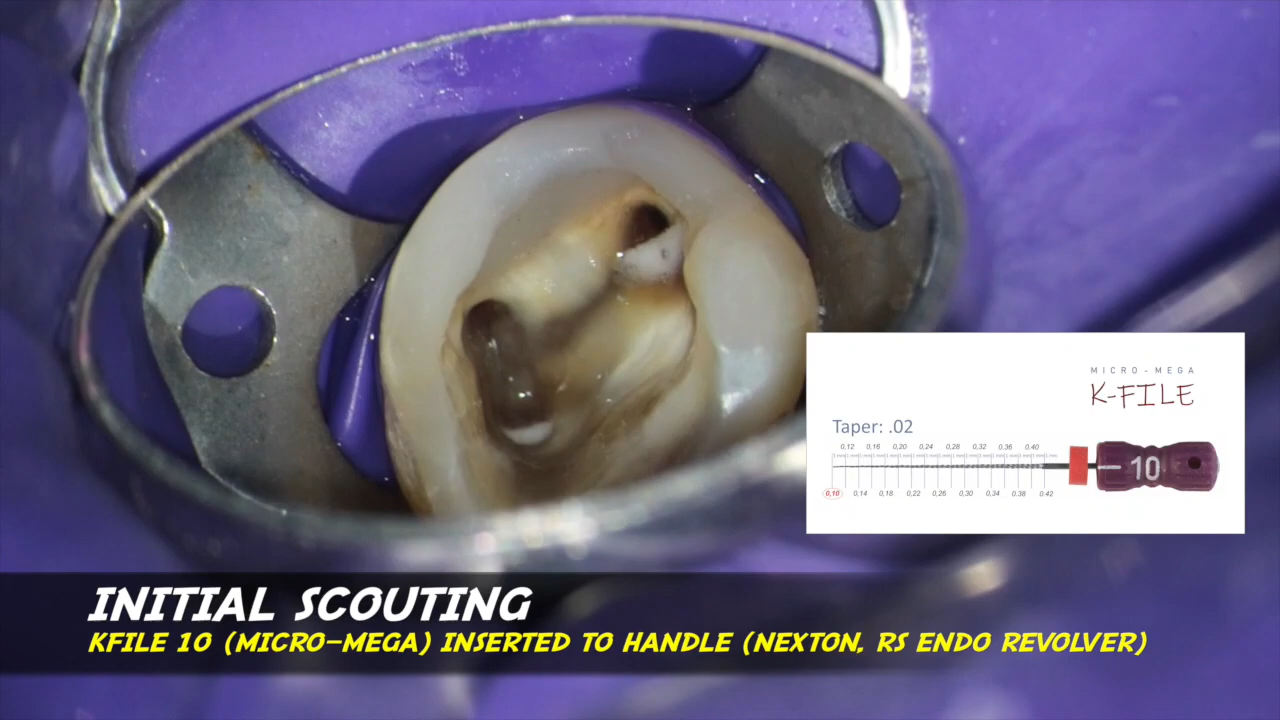 MICRO-MEGA
K-FILE
Taper: .02
0,12 0,16 0,20 0,24 0,28 0,32 0,36 0,40
0,10 0,14 0,18 0,22 0,26 0,30 0,34 0,38 0.42
10
INITIAL SCOUTING
KFILE 10 (MICRO-MEGA) INSERTED TO HANDLE (NEXTON, RS ENDO REVOLVER)